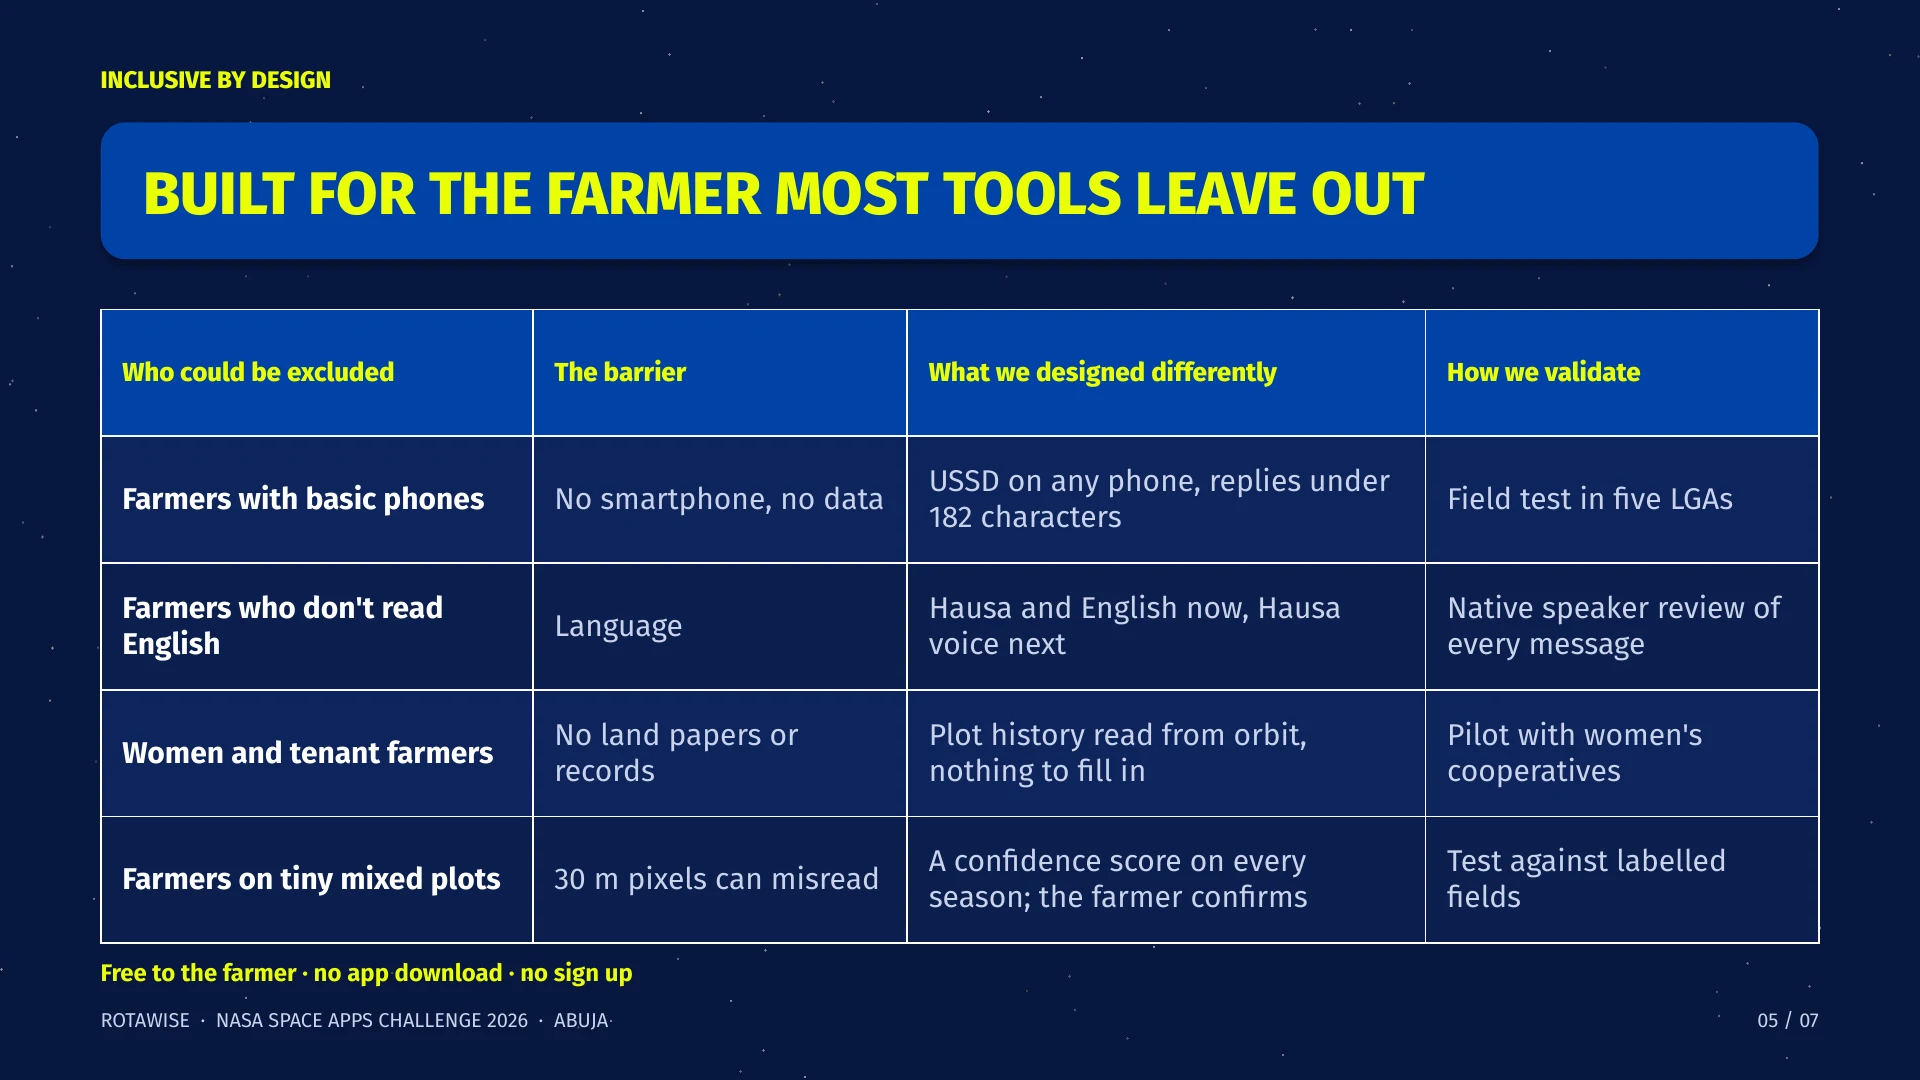 INCLUSIVE BY DESIGN
BUILT FOR THE FARMER MOST TOOLS LEAVE OUT
Who could be excluded
The barrier
What we designed differently
How we validate
Farmers with basic phones
No smartphone, no data
USSD on any phone, replies under
182 characters
Field test in five LGAs
Farmers who don't read
English
Language
Hausa and English now, Hausa
voice next
Native speaker review of
every message
Women and tenant farmers
No land papers or
records
Plot history read from orbit,
nothing to fill in
Pilot with women's
cooperatives
Farmers on tiny mixed plots
30 m pixels can misread
A confidence score on every
season; the farmer confirms
Test against labelled
fields
Free to the farmer · no app download · no sign up
ROTAWISE · NASA SPACE APPS CHALLENGE 2026 · ABUJA
05 / 07